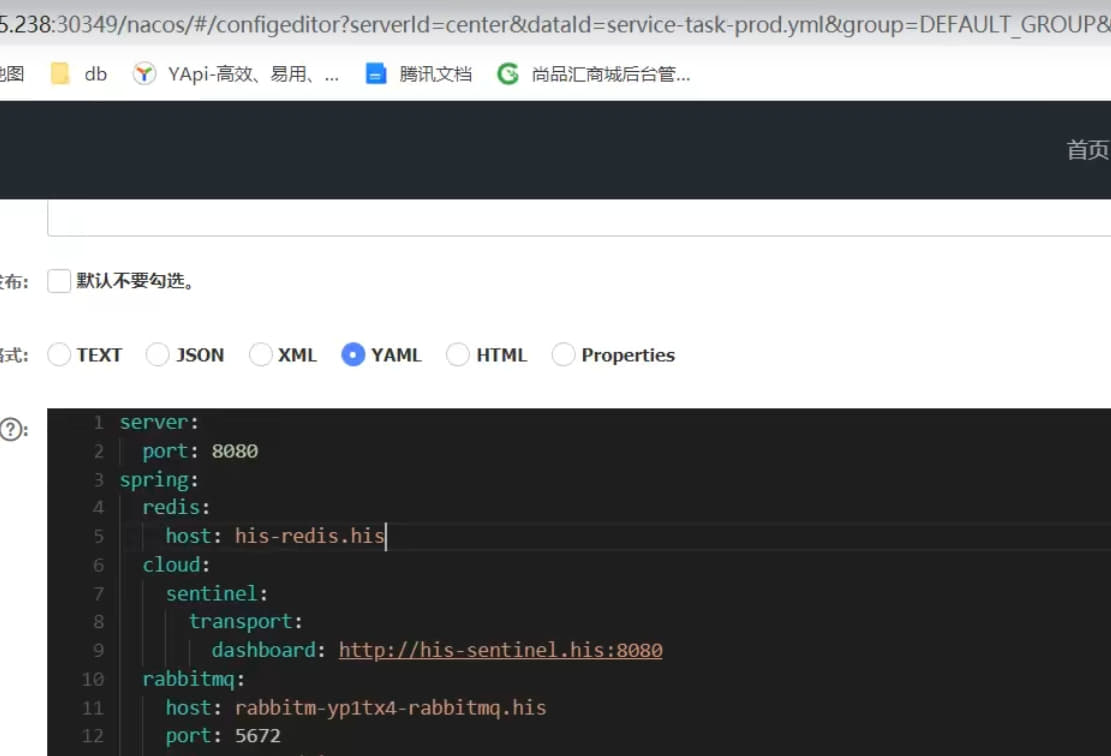 5.238:30349/nacos/#/configeditor?serverId=center&dataId=service-task-prod.yml&group=DEFAULT_GROUP&
地图 db YApi-高效、易用、... 腾讯文档 尚品汇商城后台管...
首页
发布: 默认不要勾选。
格式: TEXT JSON XML YAML HTML Properties
?:
1 server:
2 port: 8080
3 spring:
4 redis:
5 host: his-redis.his
6 cloud:
7 sentinel:
8 transport:
9 dashboard: http://his-sentinel.his:8080
10 rabbitmq:
11 host: rabbitm-yp1tx4-rabbitmq.his
12 port: 5672